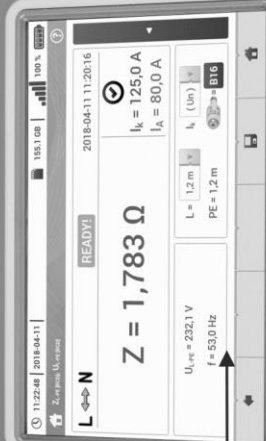 11:22:48 2018-04-11 155.1 GB 100 %
L ⇔ N READY! 2018-04-11 11:20:16
Z = 1,783 Ω
Ik = 125,0 A
IA = 80,0 A
UL-PE = 232,1 V
f = 53,0 Hz
L = 1,2 m
PE = 1,2 m
Ik (Un)
= B16